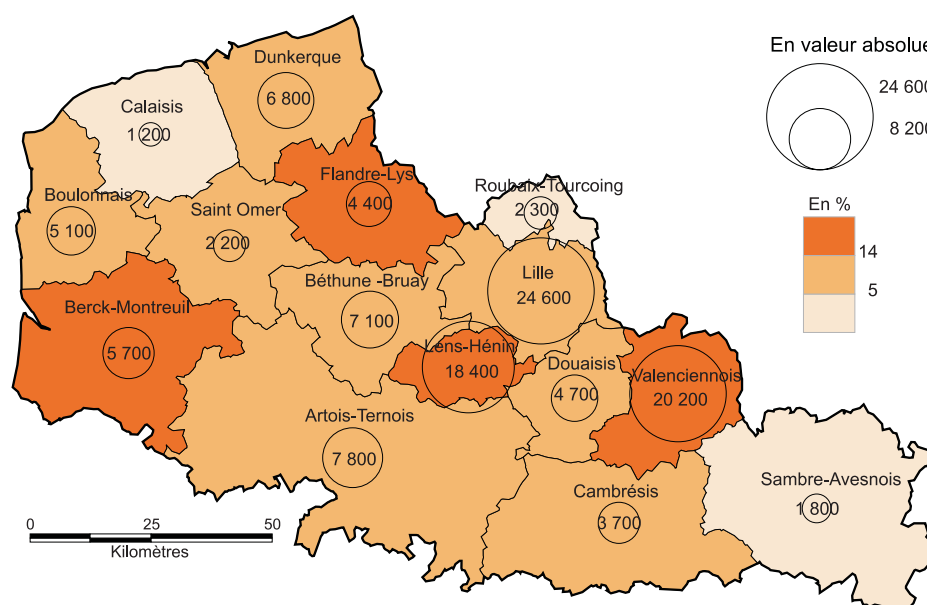 En valeur absolue
24 600
8 200
En %
14
5
Dunkerque
6 800
Calaisis
1 200
Flandre-Lys
4 400
Roubaix-Tourcoing
2 300
Boulonnais
5 100
Saint Omer
2 200
Lille
24 600
Béthune -Bruay
7 100
Berck-Montreuil
5 700
Lens-Hénin
18 400
Douaisis
4 700
Valenciennois
20 200
Artois-Ternois
7 800
Cambrésis
3 700
Sambre-Avesnois
1 800
0 25 50
Kilomètres